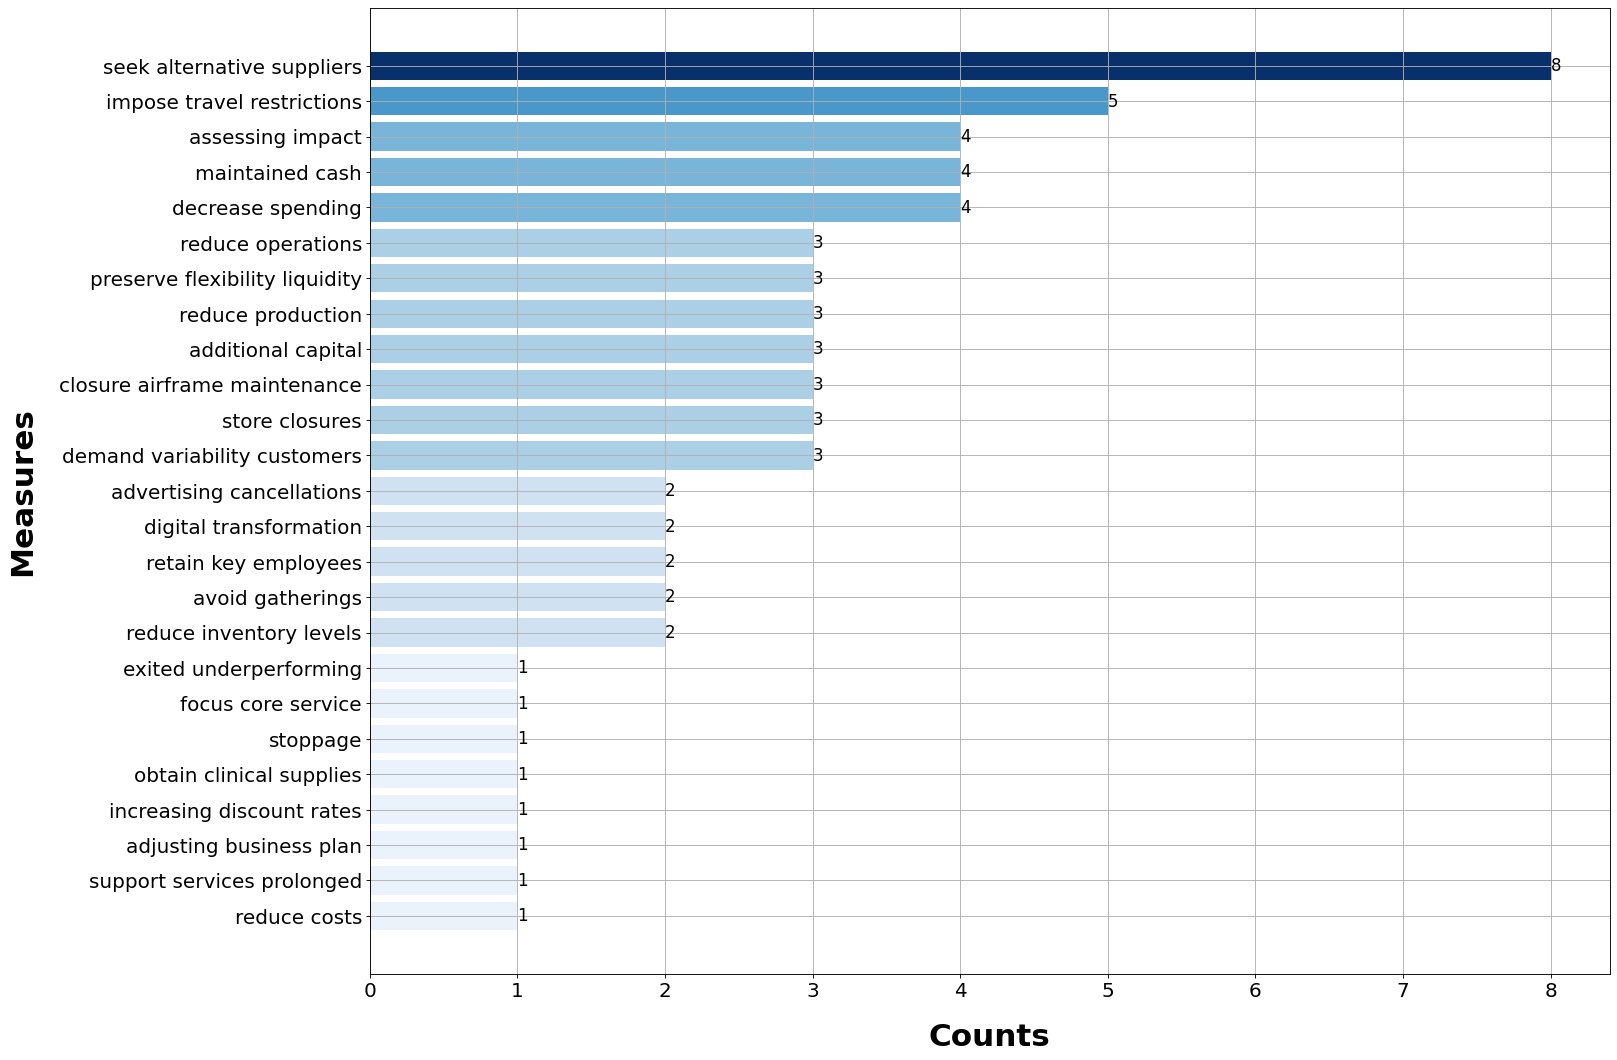 seek alternative suppliers 8
impose travel restrictions 5
assessing impact 4
maintained cash 4
decrease spending 4
reduce operations 3
preserve flexibility liquidity 3
reduce production 3
additional capital 3
closure airframe maintenance 3
store closures 3
demand variability customers 3
advertising cancellations 2
digital transformation 2
retain key employees 2
avoid gatherings 2
reduce inventory levels 2
exited underperforming 1
focus core service 1
stoppage 1
obtain clinical supplies 1
increasing discount rates 1
adjusting business plan 1
support services prolonged 1
reduce costs 1
Measures
0 1 2 3 4 5 6 7 8
Counts